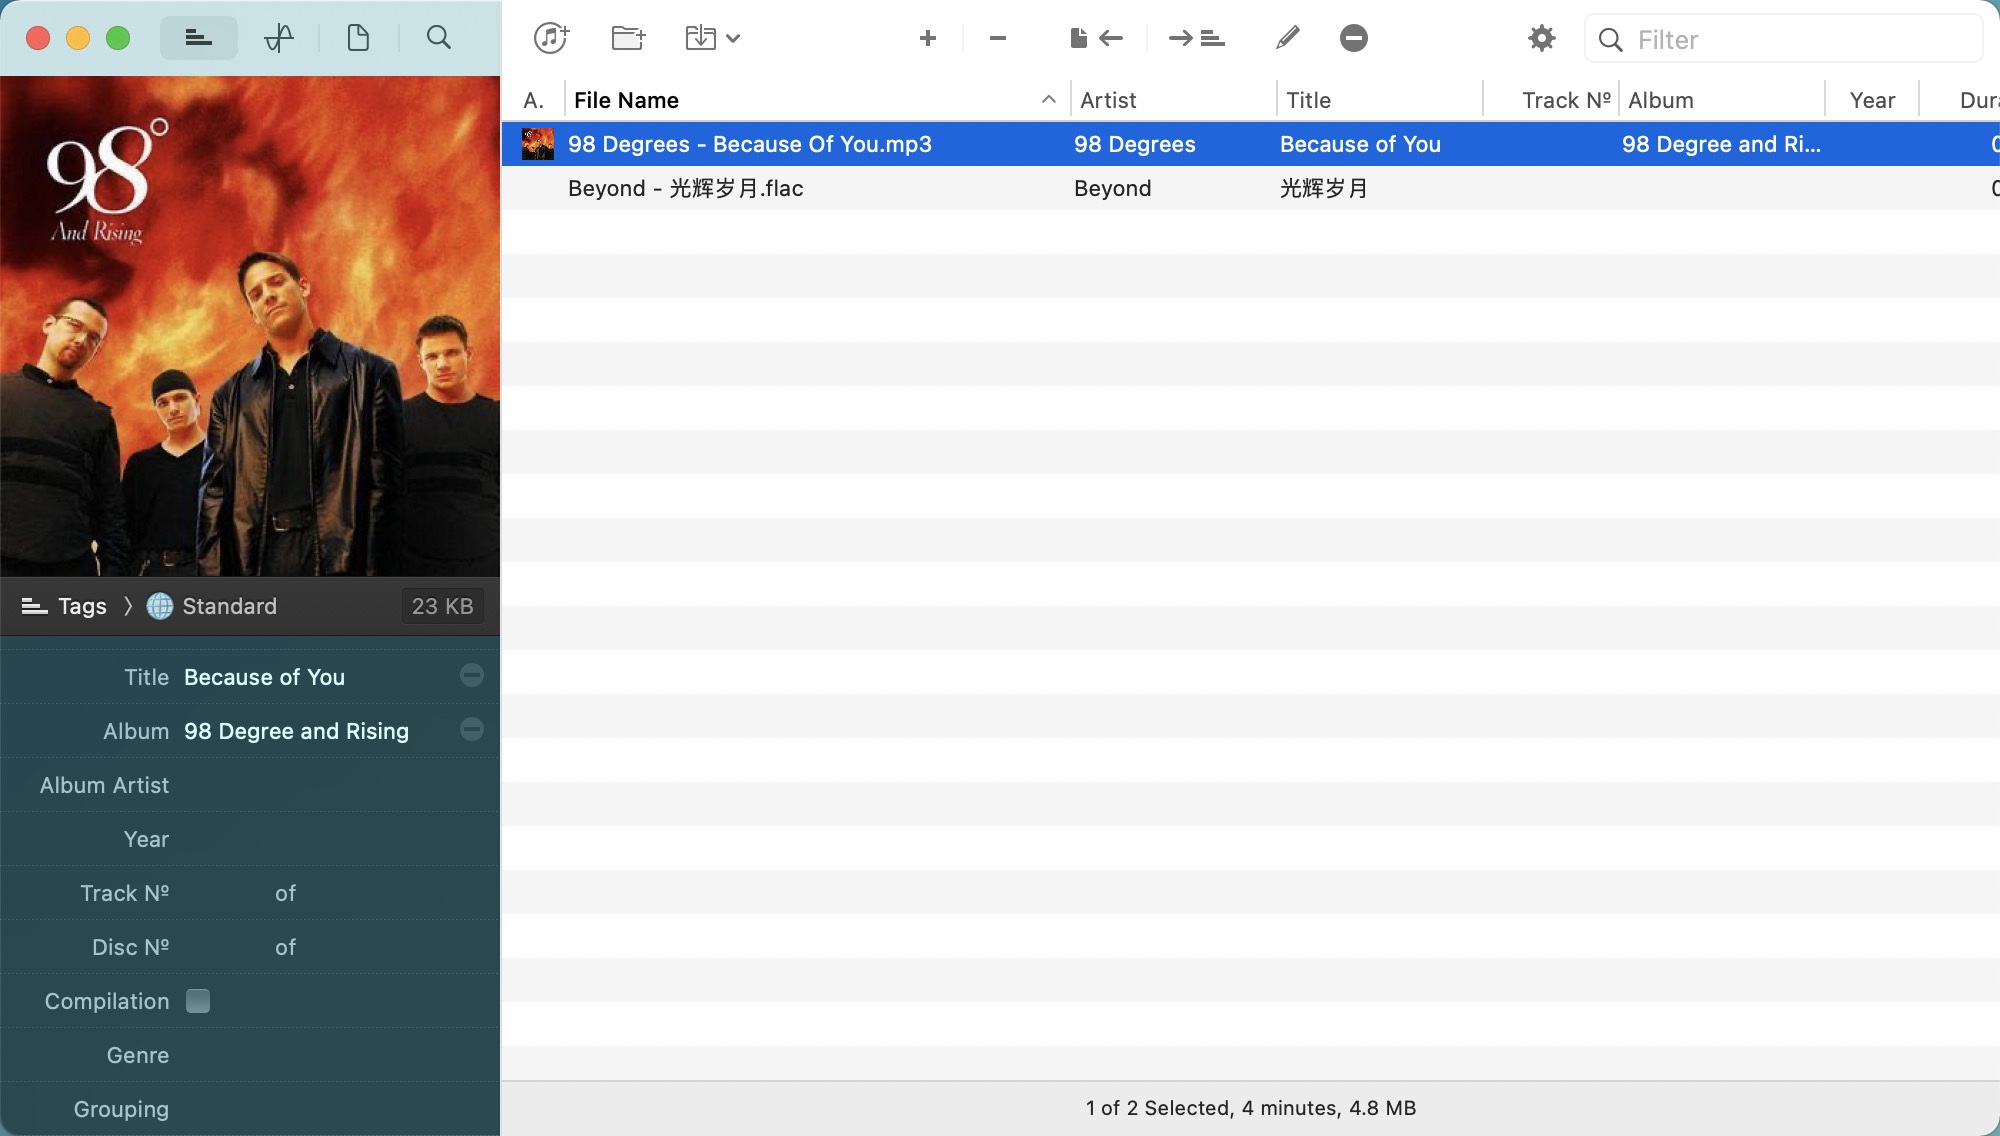 Filter
A.
File Name
Artist
Title
Track Nº
Album
Year
98 Degrees - Because Of You.mp3
98 Degrees
Because of You
98 Degree and Ri...
Beyond - 光辉岁月.flac
Beyond
光辉岁月
98°
And Rising
Tags
Standard
23 KB
Title Because of You
Album 98 Degree and Rising
Album Artist
Year
Track Nº of
Disc Nº of
Compilation
Genre
Grouping
1 of 2 Selected, 4 minutes, 4.8 MB